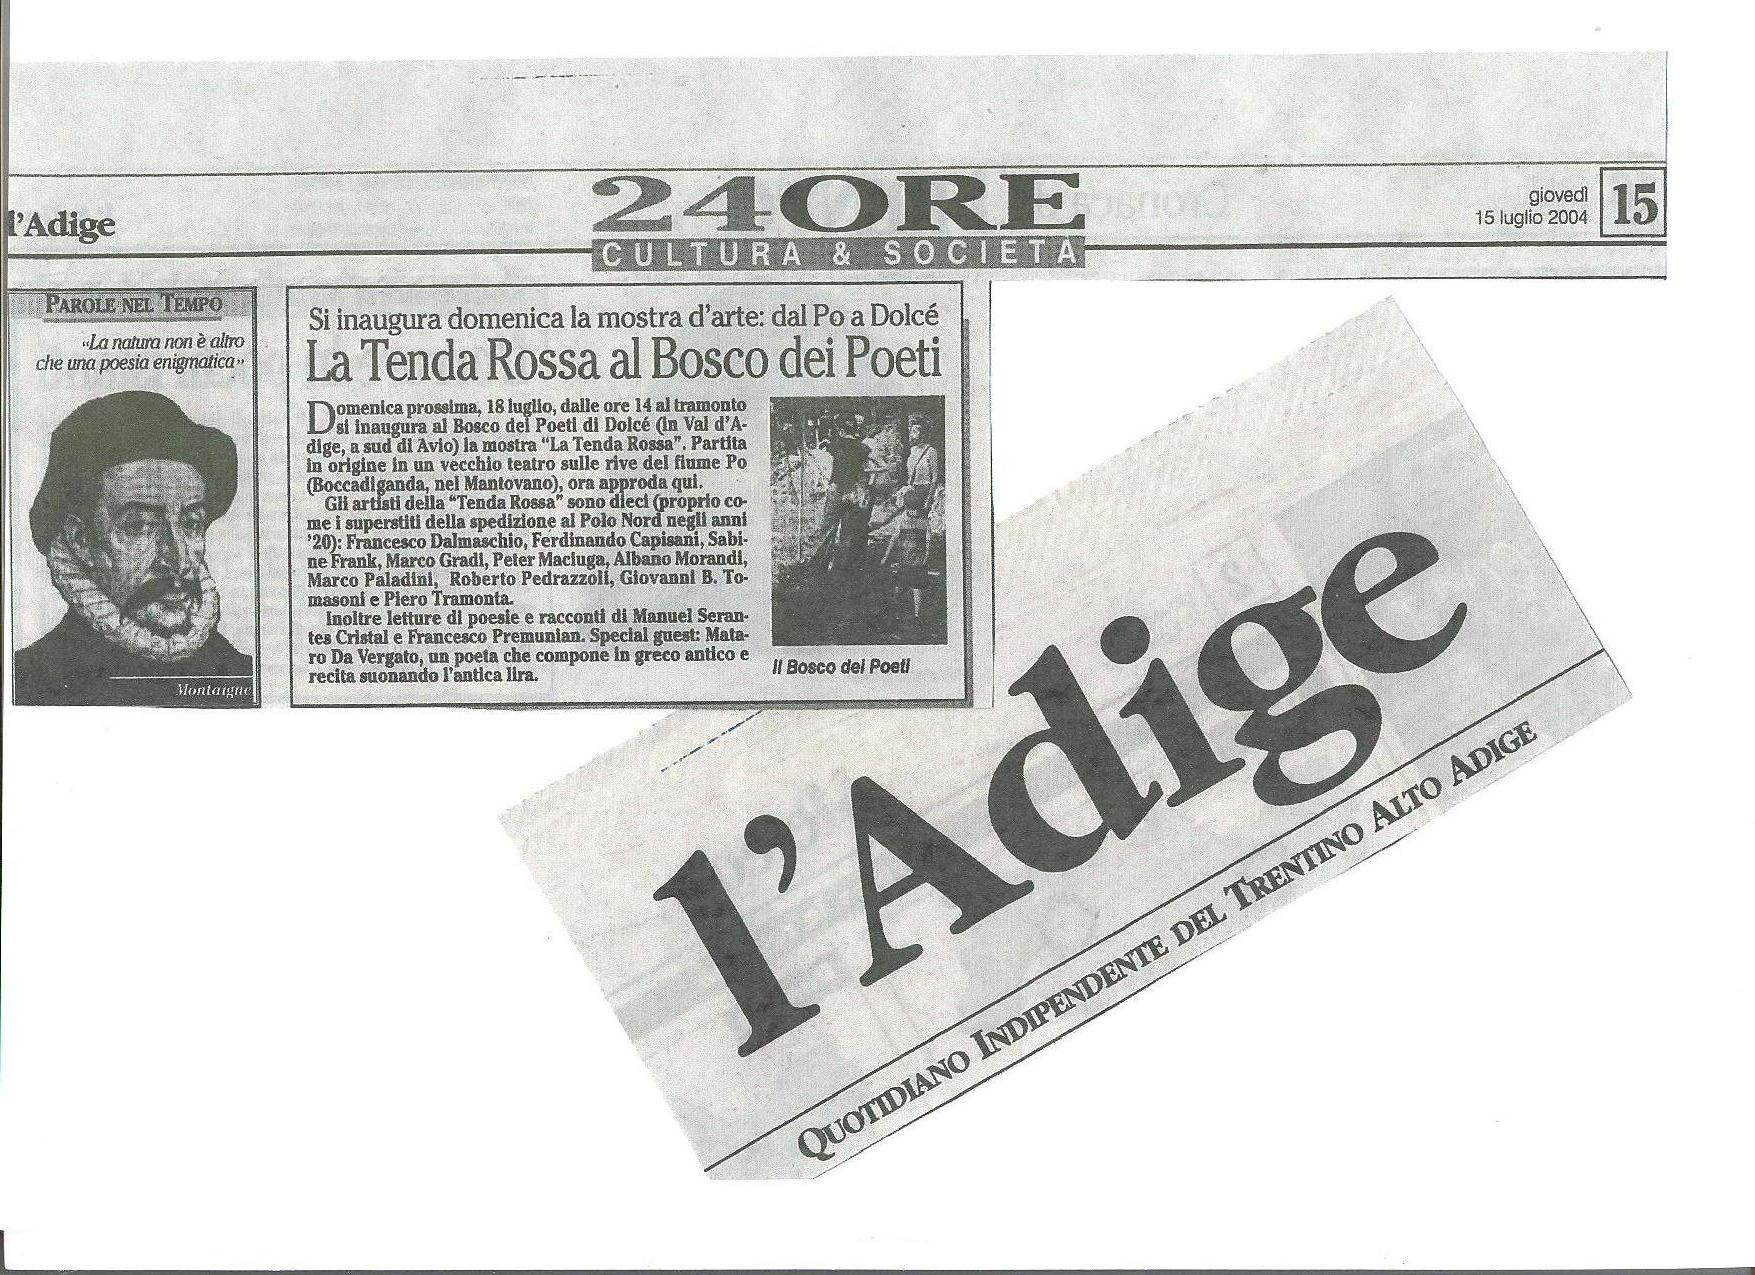 l'Adige
24ORE
CULTURA & SOCIETÀ
giovedì
15 luglio 2004
15
PAROLE NEL TEMPO
«La natura non è altro
che una poesia enigmatica»
Montaigne
Si inaugura domenica la mostra d'arte: dal Po a Dolcé
La Tenda Rossa al Bosco dei Poeti
Domenica prossima, 18 luglio, dalle ore 14 al tramonto
si inaugura al Bosco dei Poeti di Dolcé (in Val d'A-
dige, a sud di Avio) la mostra "La Tenda Rossa". Partita
in origine in un vecchio teatro sulle rive del fiume Po
(Boccadiganda, nel Mantovano), ora approda qui.
Gli artisti della "Tenda Rossa" sono dieci (proprio co-
me i superstiti della spedizione al Polo Nord negli anni
'20): Francesco Dalmaschio, Ferdinando Capisani, Sabi-
ne Frank, Marco Gradi, Peter Maciuga, Albano Morandi,
Marco Paladini, Roberto Pedrazzoli, Giovanni B. To-
masoni e Piero Tramonta.
Inoltre letture di poesie e racconti di Manuel Seran-
tes Cristal e Francesco Premunian. Special guest: Mata-
ro Da Vergato, un poeta che compone in greco antico e
recita suonando l'antica lira.
Il Bosco dei Poeti
l'Adige
QUOTIDIANO INDIPENDENTE DEL TRENTINO ALTO ADIGE